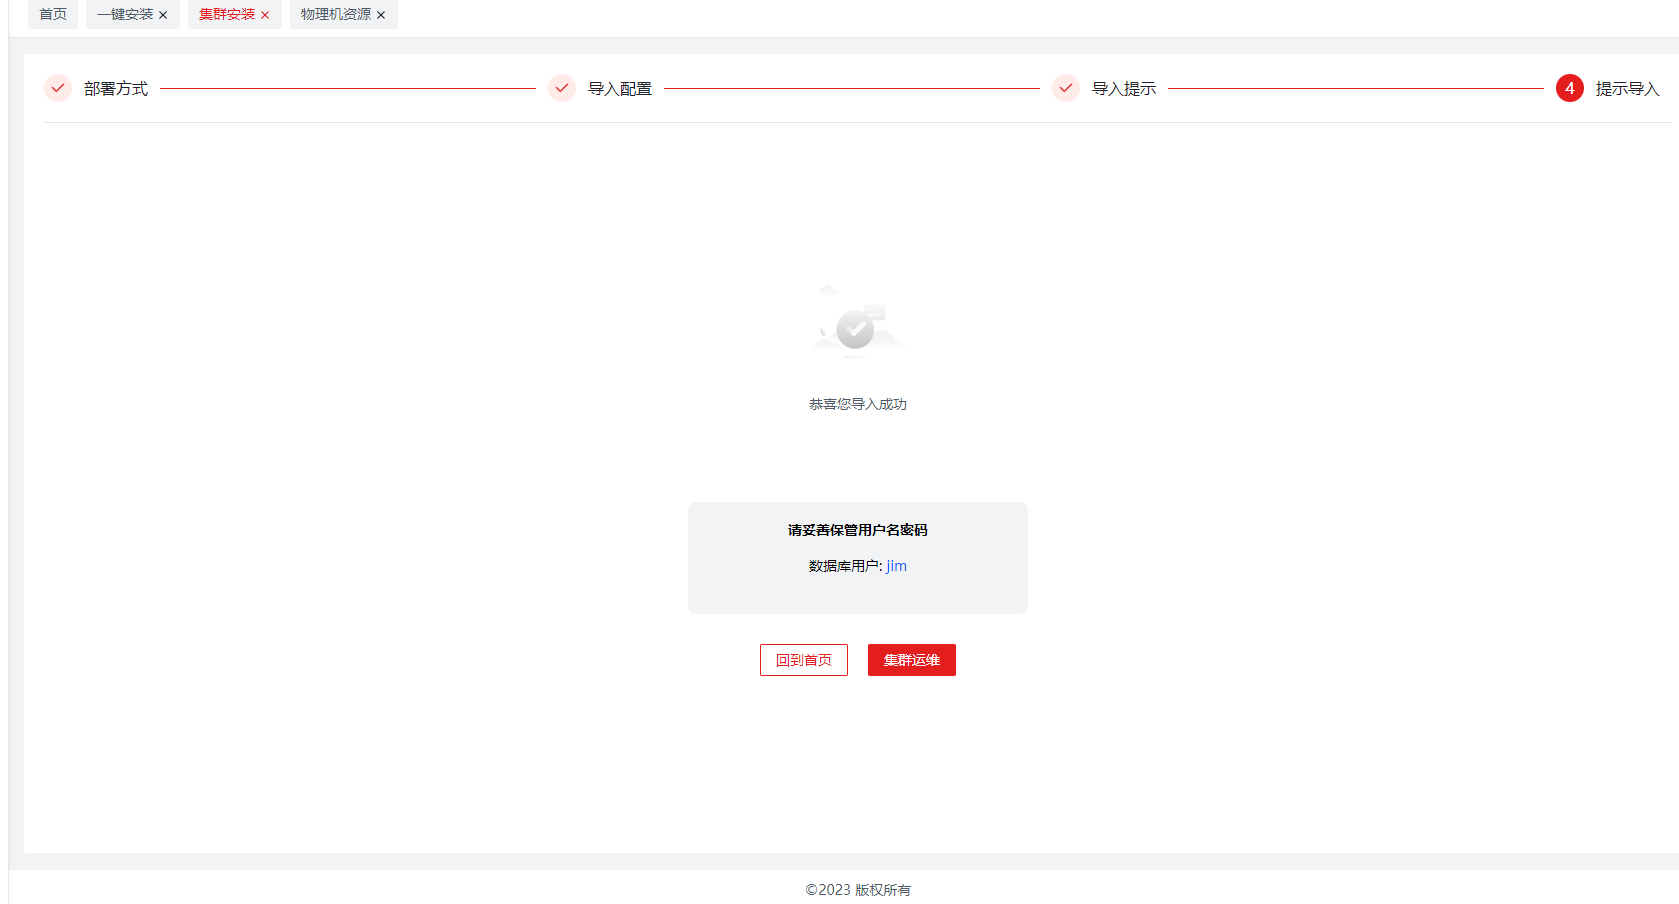 首页 一键安装 × 集群安装 × 物理机资源 ×
部署方式 导入配置 导入提示 4 提示导入
恭喜您导入成功
请妥善保管用户名密码
数据库用户: jim
回到首页 集群运维
©2023 版权所有